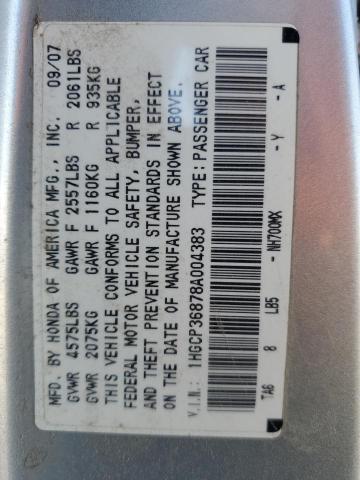 MFD. BY HONDA OF AMERICA MFG., INC. 09/07
GVWR 4575LBS GAWR F 2557LBS R 2061LBS
GVWR 2075KG GAWR F 1160KG R 935KG
THIS VEHICLE CONFORMS TO ALL APPLICABLE
FEDERAL MOTOR VEHICLE SAFETY, BUMPER,
AND THEFT PREVENTION STANDARDS IN EFFECT
ON THE DATE OF MANUFACTURE SHOWN ABOVE.
V.I.N.: 1HGCP36878A004383 TYPE: PASSENGER CAR
TA6 8 LB5 - NH700MX - Y - A